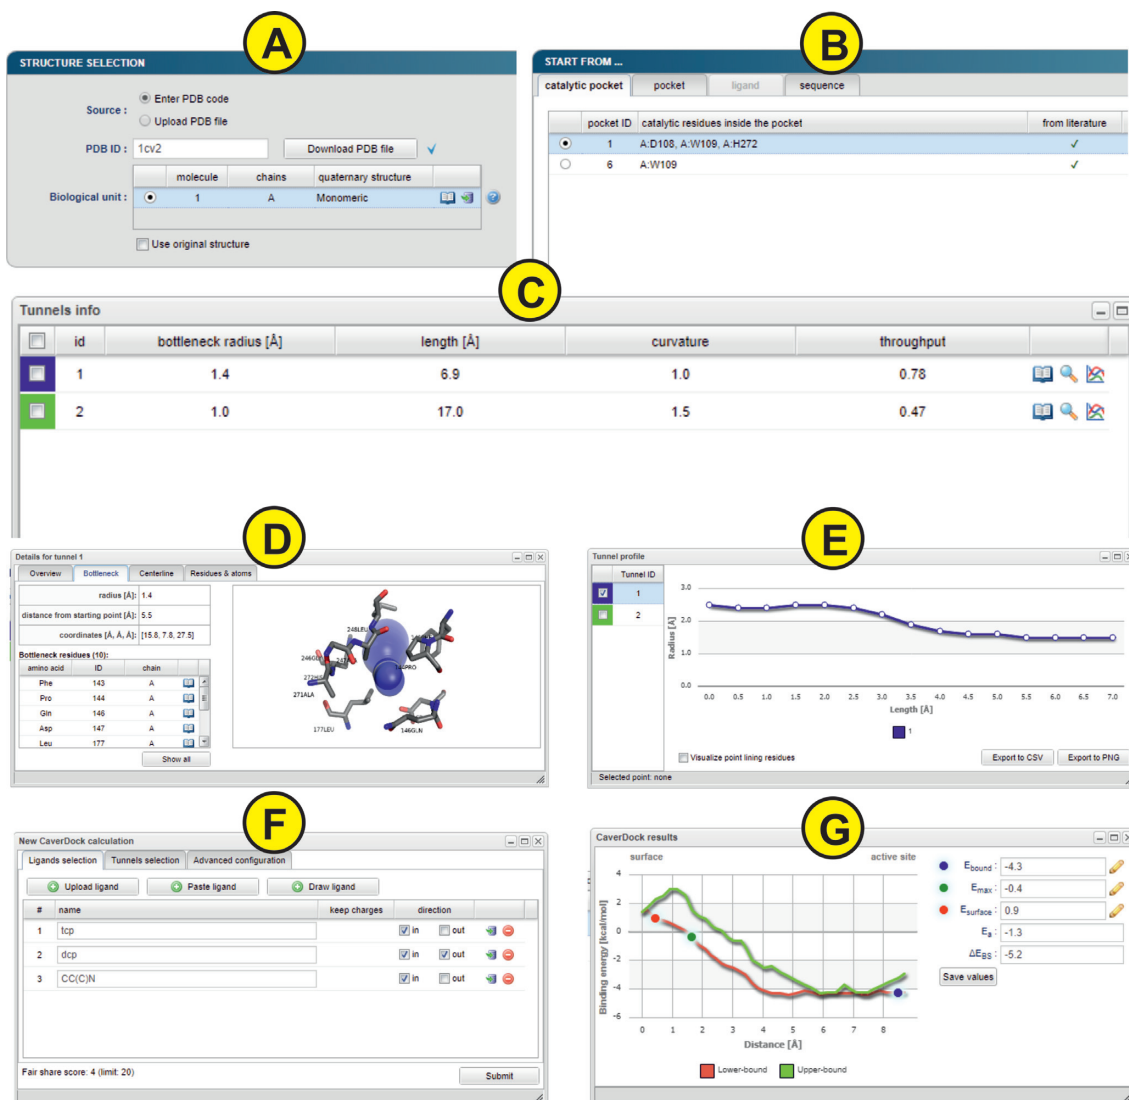 A
B
STRUCTURE SELECTION
Source :
Enter PDB code
Upload PDB file
PDB ID :
1cv2
Download PDB file
molecule chains quaternary structure
Biological unit :
1 A Monomeric
Use original structure
START FROM ...
catalytic pocket pocket ligand sequence
pocket ID catalytic residues inside the pocket from literature
1 A:D108, A:W109, A:H272
6 A:W109
C
Tunnels info
id bottleneck radius [Å] length [Å] curvature throughput
1 1.4 6.9 1.0 0.78
2 1.0 17.0 1.5 0.47
D
Details for tunnel 1
Overview Bottleneck Centerline Residues & atoms
radius [Å]: 1.4
distance from starting point [Å]: 5.5
coordinates [Å, Å, Å]: [15.8, 7.8, 27.5]
Bottleneck residues (10):
amino acid ID chain
Phe 143 A
Pro 144 A
Gln 146 A
Asp 147 A
Leu 177 A
Show all
248LEU
271ALA
177LEU
146GLN
E
Tunnel profile
Tunnel ID
1
2
Radius [Å]
3.0
2.0
1.0
0.0
0.0 0.5 1.0 1.5 2.0 2.5 3.0 3.5 4.0 4.5 5.0 5.5 6.0 6.5 7.0
Length [Å]
1
Visualize point lining residues
Export to CSV Export to PNG
Selected point: none
F
New CaverDock calculation
Ligands selection Tunnels selection Advanced configuration
Upload ligand Paste ligand Draw ligand
# name keep charges direction
1 tcp in out
2 dcp in out
3 CC(C)N in out
Fair share score: 4 (limit: 20)
Submit
G
CaverDock results
surface active site
Binding energy [kcal/mol]
4
2
0
-2
-4
-6
0 1 2 3 4 5 6 7 8
Distance [Å]
Lower-bound Upper-bound
Ebound : -4.3
Emax : -0.4
Esurface : 0.9
Ea : -1.3
ΔEBS : -5.2
Save values